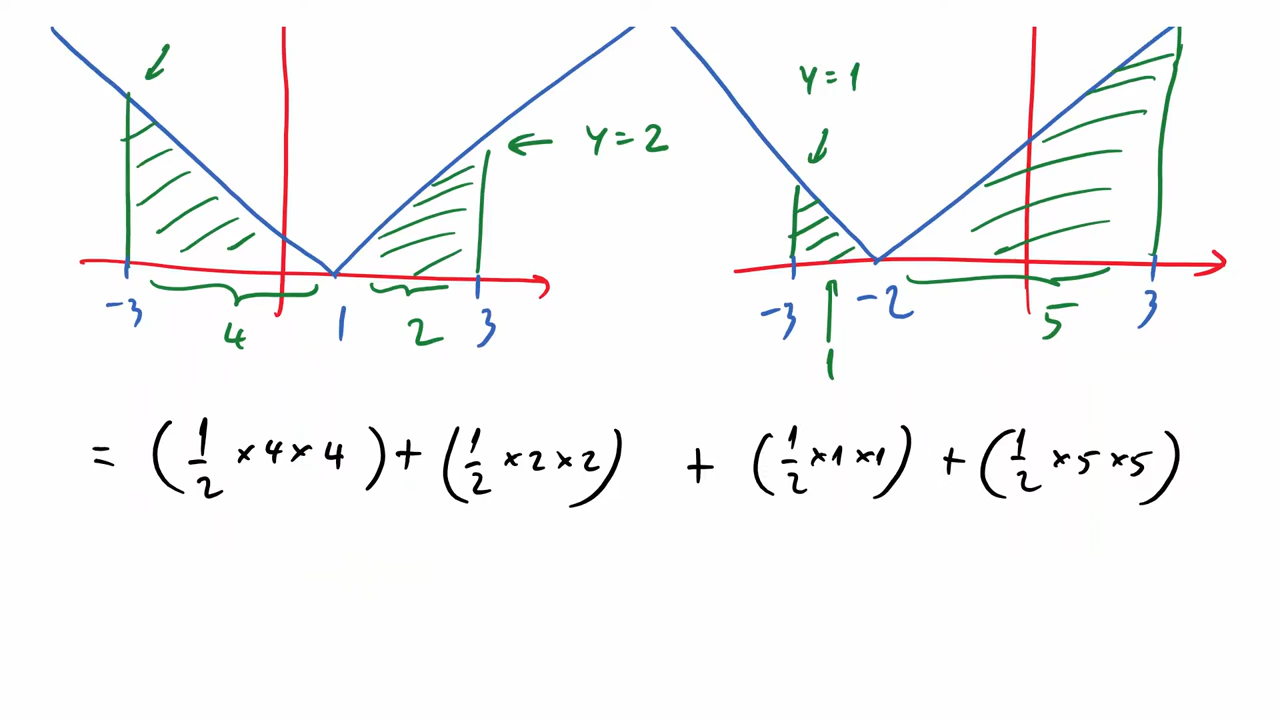 y = 1
y = 2
-3 1 3 -3 -2 3
4 2 5
1
= (1/2 × 4 × 4) + (1/2 × 2 × 2) + (1/2 × 1 × 1) + (1/2 × 5 × 5)